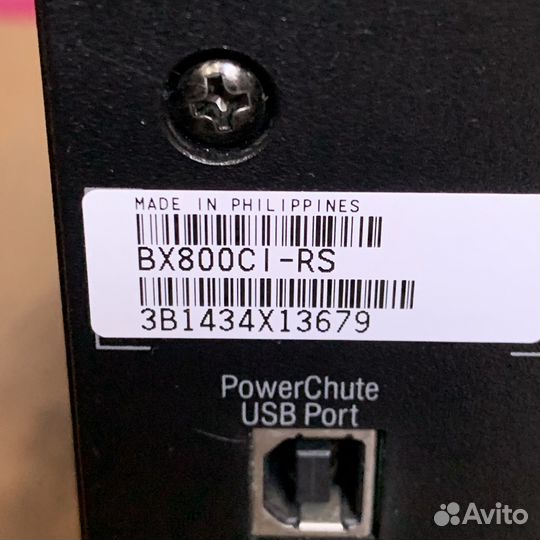 MADE IN PHILIPPINES
BX800CI-RS
3B1434X13679
PowerChute
USB Port
Avito